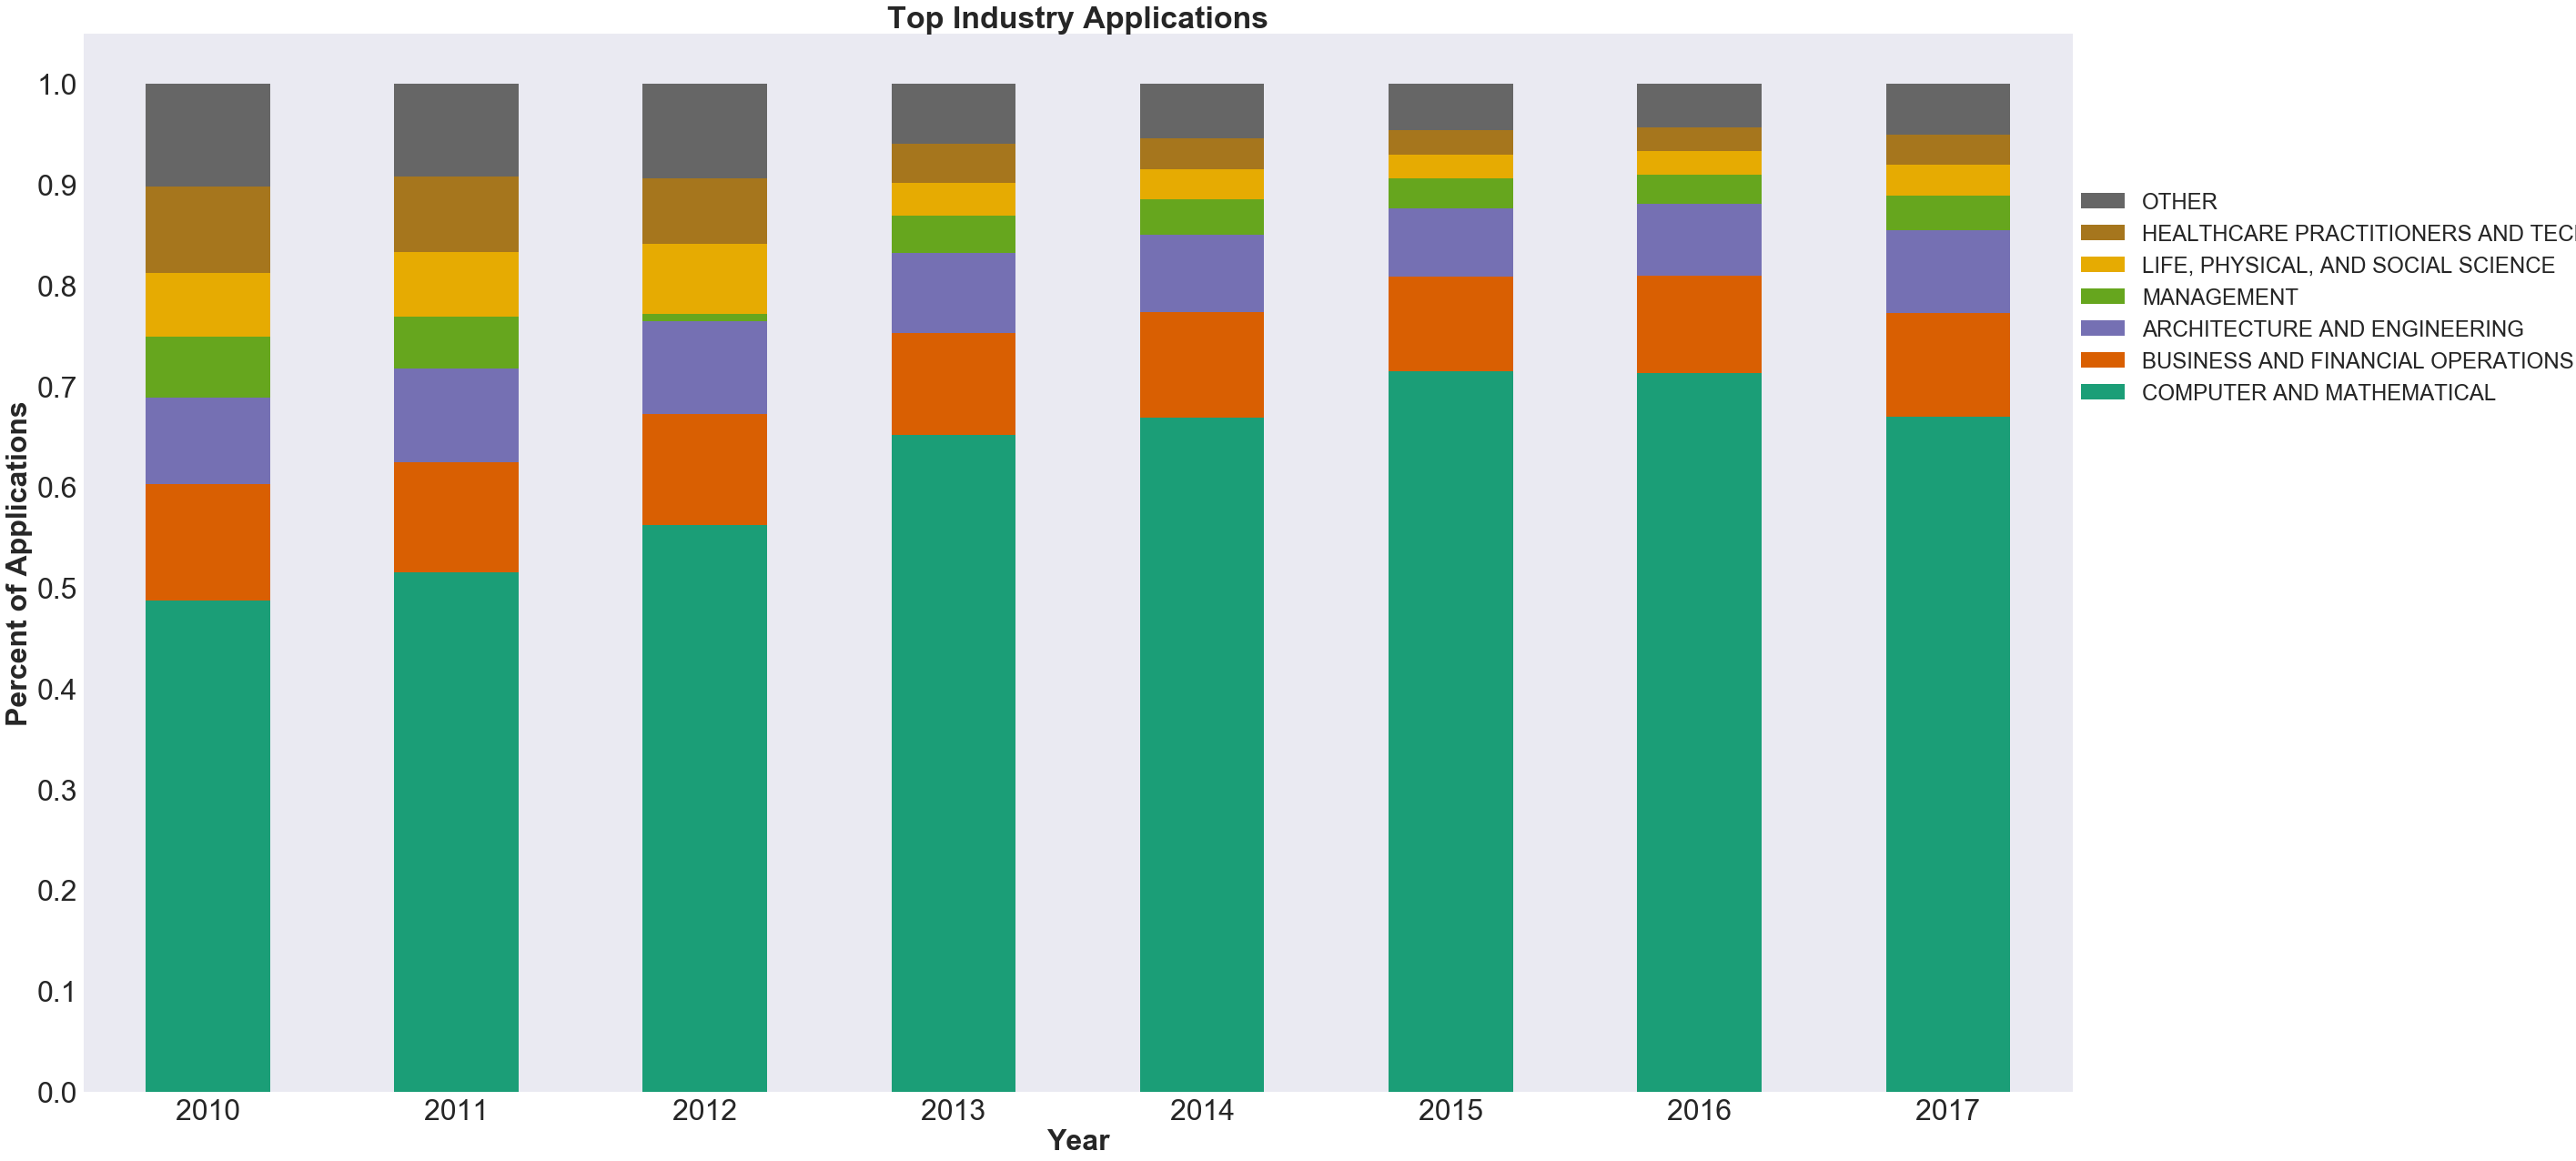 Top Industry Applications
Percent of Applications
1.0
0.9
0.8
0.7
0.6
0.5
0.4
0.3
0.2
0.1
0.0
2010 2011 2012 2013 2014 2015 2016 2017
Year
OTHER
HEALTHCARE PRACTITIONERS AND
LIFE, PHYSICAL, AND SOCIAL SCIENCE
MANAGEMENT
ARCHITECTURE AND ENGINEERING
BUSINESS AND FINANCIAL OPERATIONS
COMPUTER AND MATHEMATICAL